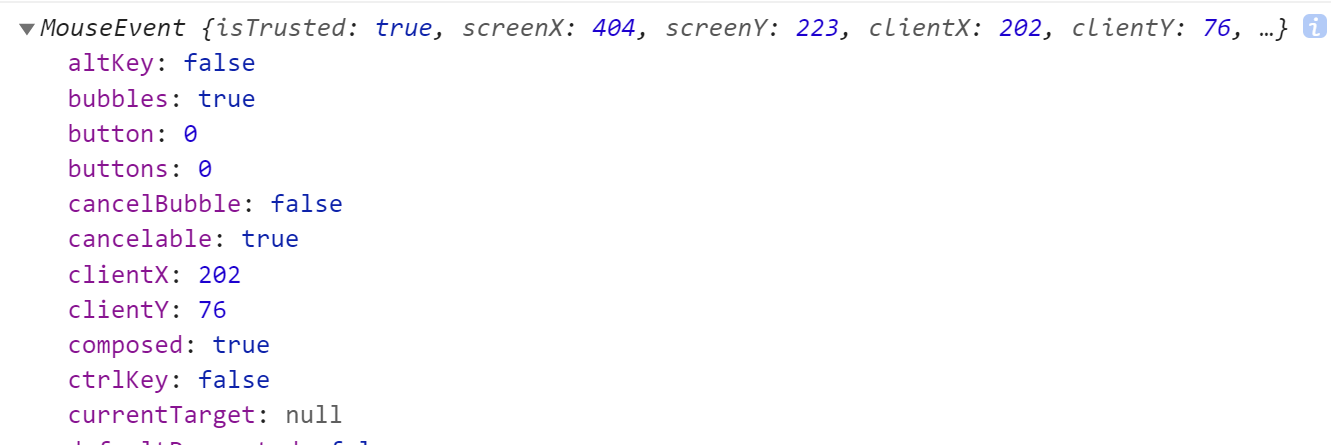 ▼MouseEvent {isTrusted: true, screenX: 404, screenY: 223, clientX: 202, clientY: 76, …} i
altKey: false
bubbles: true
button: 0
buttons: 0
cancelBubble: false
cancelable: true
clientX: 202
clientY: 76
composed: true
ctrlKey: false
currentTarget: null